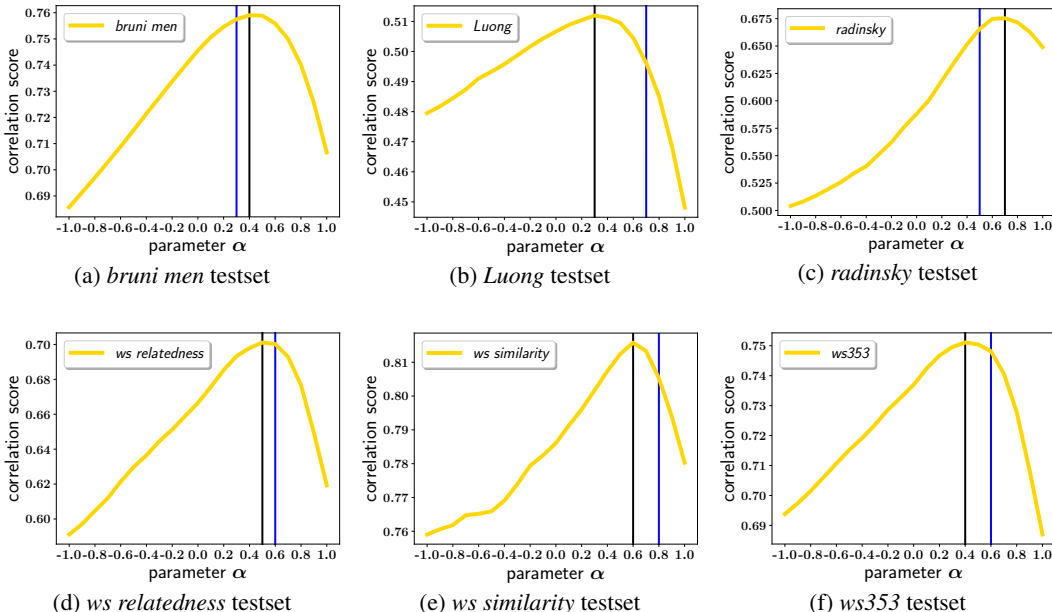 bruni men
correlation score
0.76
0.75
0.74
0.73
0.72
0.71
0.70
0.69
-1.0-0.8-0.6-0.4-0.2 0.0 0.2 0.4 0.6 0.8 1.0
parameter α
(a) bruni men testset
Luong
correlation score
0.51
0.50
0.49
0.48
0.47
0.46
0.45
-1.0-0.8-0.6-0.4-0.2 0.0 0.2 0.4 0.6 0.8 1.0
parameter α
(b) Luong testset
radinsky
correlation score
0.675
0.650
0.625
0.600
0.575
0.550
0.525
0.500
-1.0-0.8-0.6-0.4-0.2 0.0 0.2 0.4 0.6 0.8 1.0
parameter α
(c) radinsky testset
ws relatedness
correlation score
0.70
0.68
0.66
0.64
0.62
0.60
-1.0-0.8-0.6-0.4-0.2 0.0 0.2 0.4 0.6 0.8 1.0
parameter α
(d) ws relatedness testset
ws similarity
correlation score
0.81
0.80
0.79
0.78
0.77
0.76
-1.0-0.8-0.6-0.4-0.2 0.0 0.2 0.4 0.6 0.8 1.0
parameter α
(e) ws similarity testset
ws353
correlation score
0.75
0.74
0.73
0.72
0.71
0.70
0.69
-1.0-0.8-0.6-0.4-0.2 0.0 0.2 0.4 0.6 0.8 1.0
parameter α
(f) ws353 testset